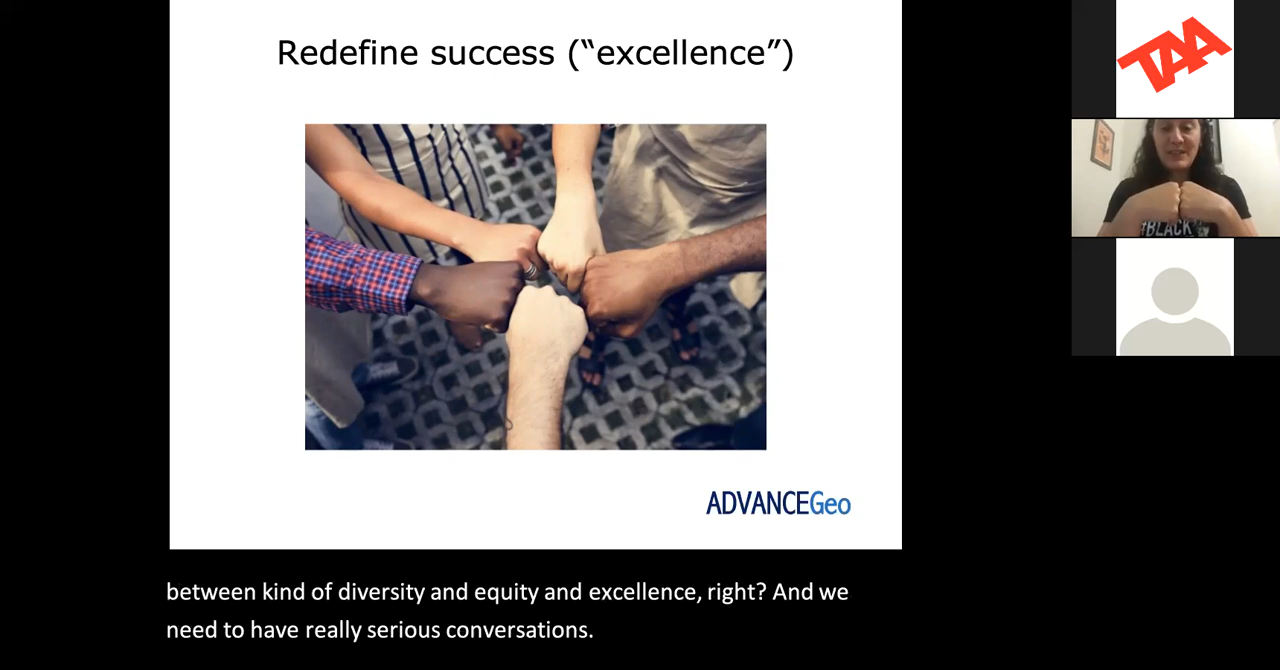 Redefine success (“excellence”)
TAA
#BLACK
ADVANCEGeo
between kind of diversity and equity and excellence, right? And we
need to have really serious conversations.